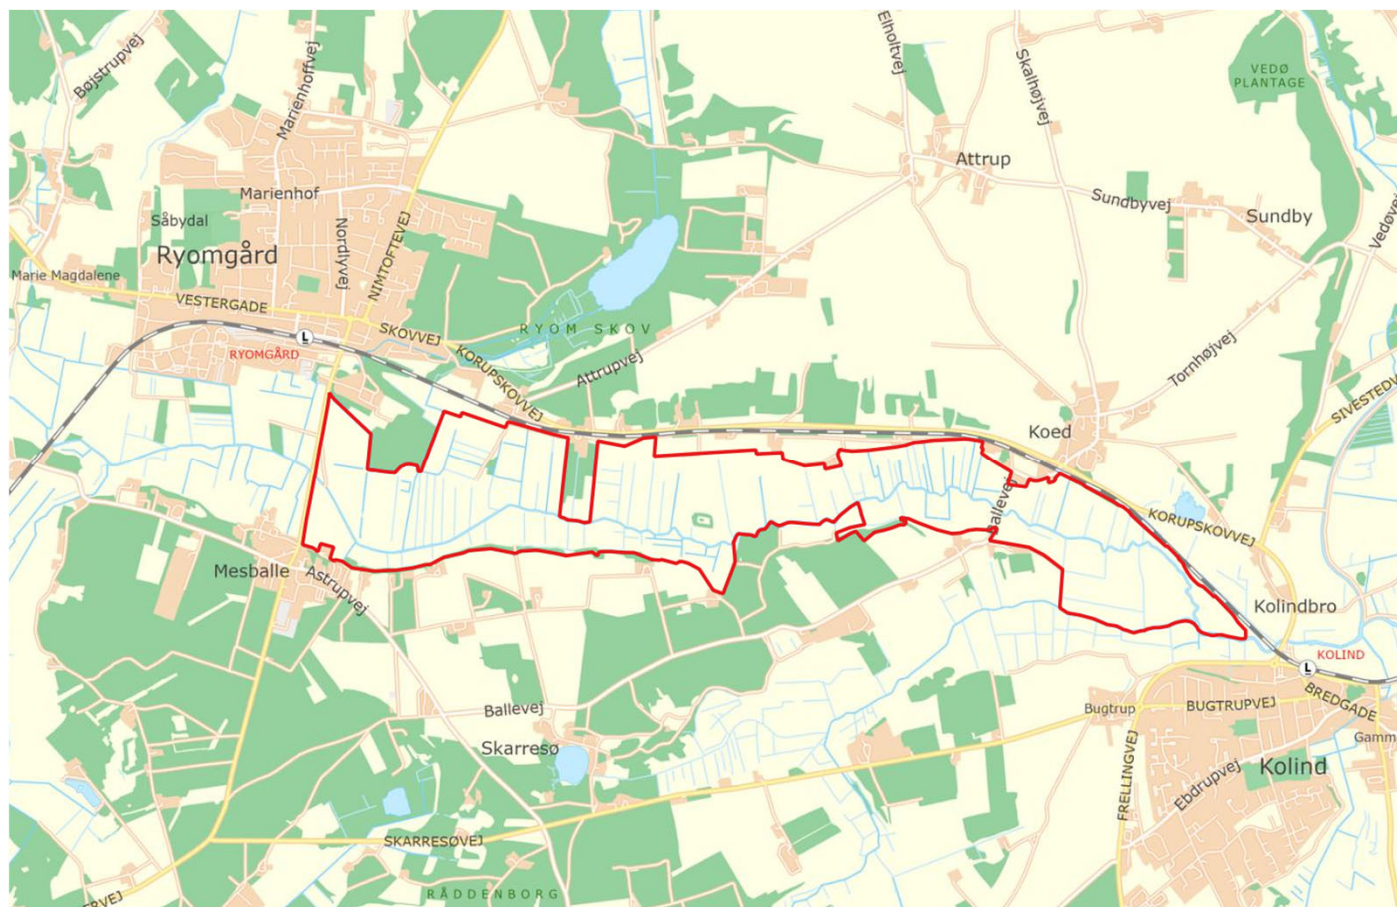 Bøjstrupvej
Marienhoffvej
Elholtvej
Skalhøjvej
VEDØ
PLANTAGE
Attrup
Marienhof
Sundbyvej
Sundby
Såbydal
Nordlyvej
NIMTOFTEVEJ
Vedøvej
Ryomgård
Marie Magdalene
VESTERGADE
SKOVVEJ
RYOM SKOV
L
RYOMGÅRD
KORUPSKOVVEJ
Attrupvej
Tornhøjvej
Koed
Ballevej
KORUPSKOVVEJ
Mesballe
Astrupvej
Kolindbro
KOLIND
L
Ballevej
Bugtrup
BUGTRUPVEJ
BREDGADE
Skarresø
Gamm
Kolind
FRELLINGVEJ
Ebdrupvej
SKARRESØVEJ
RÅDDENBORG